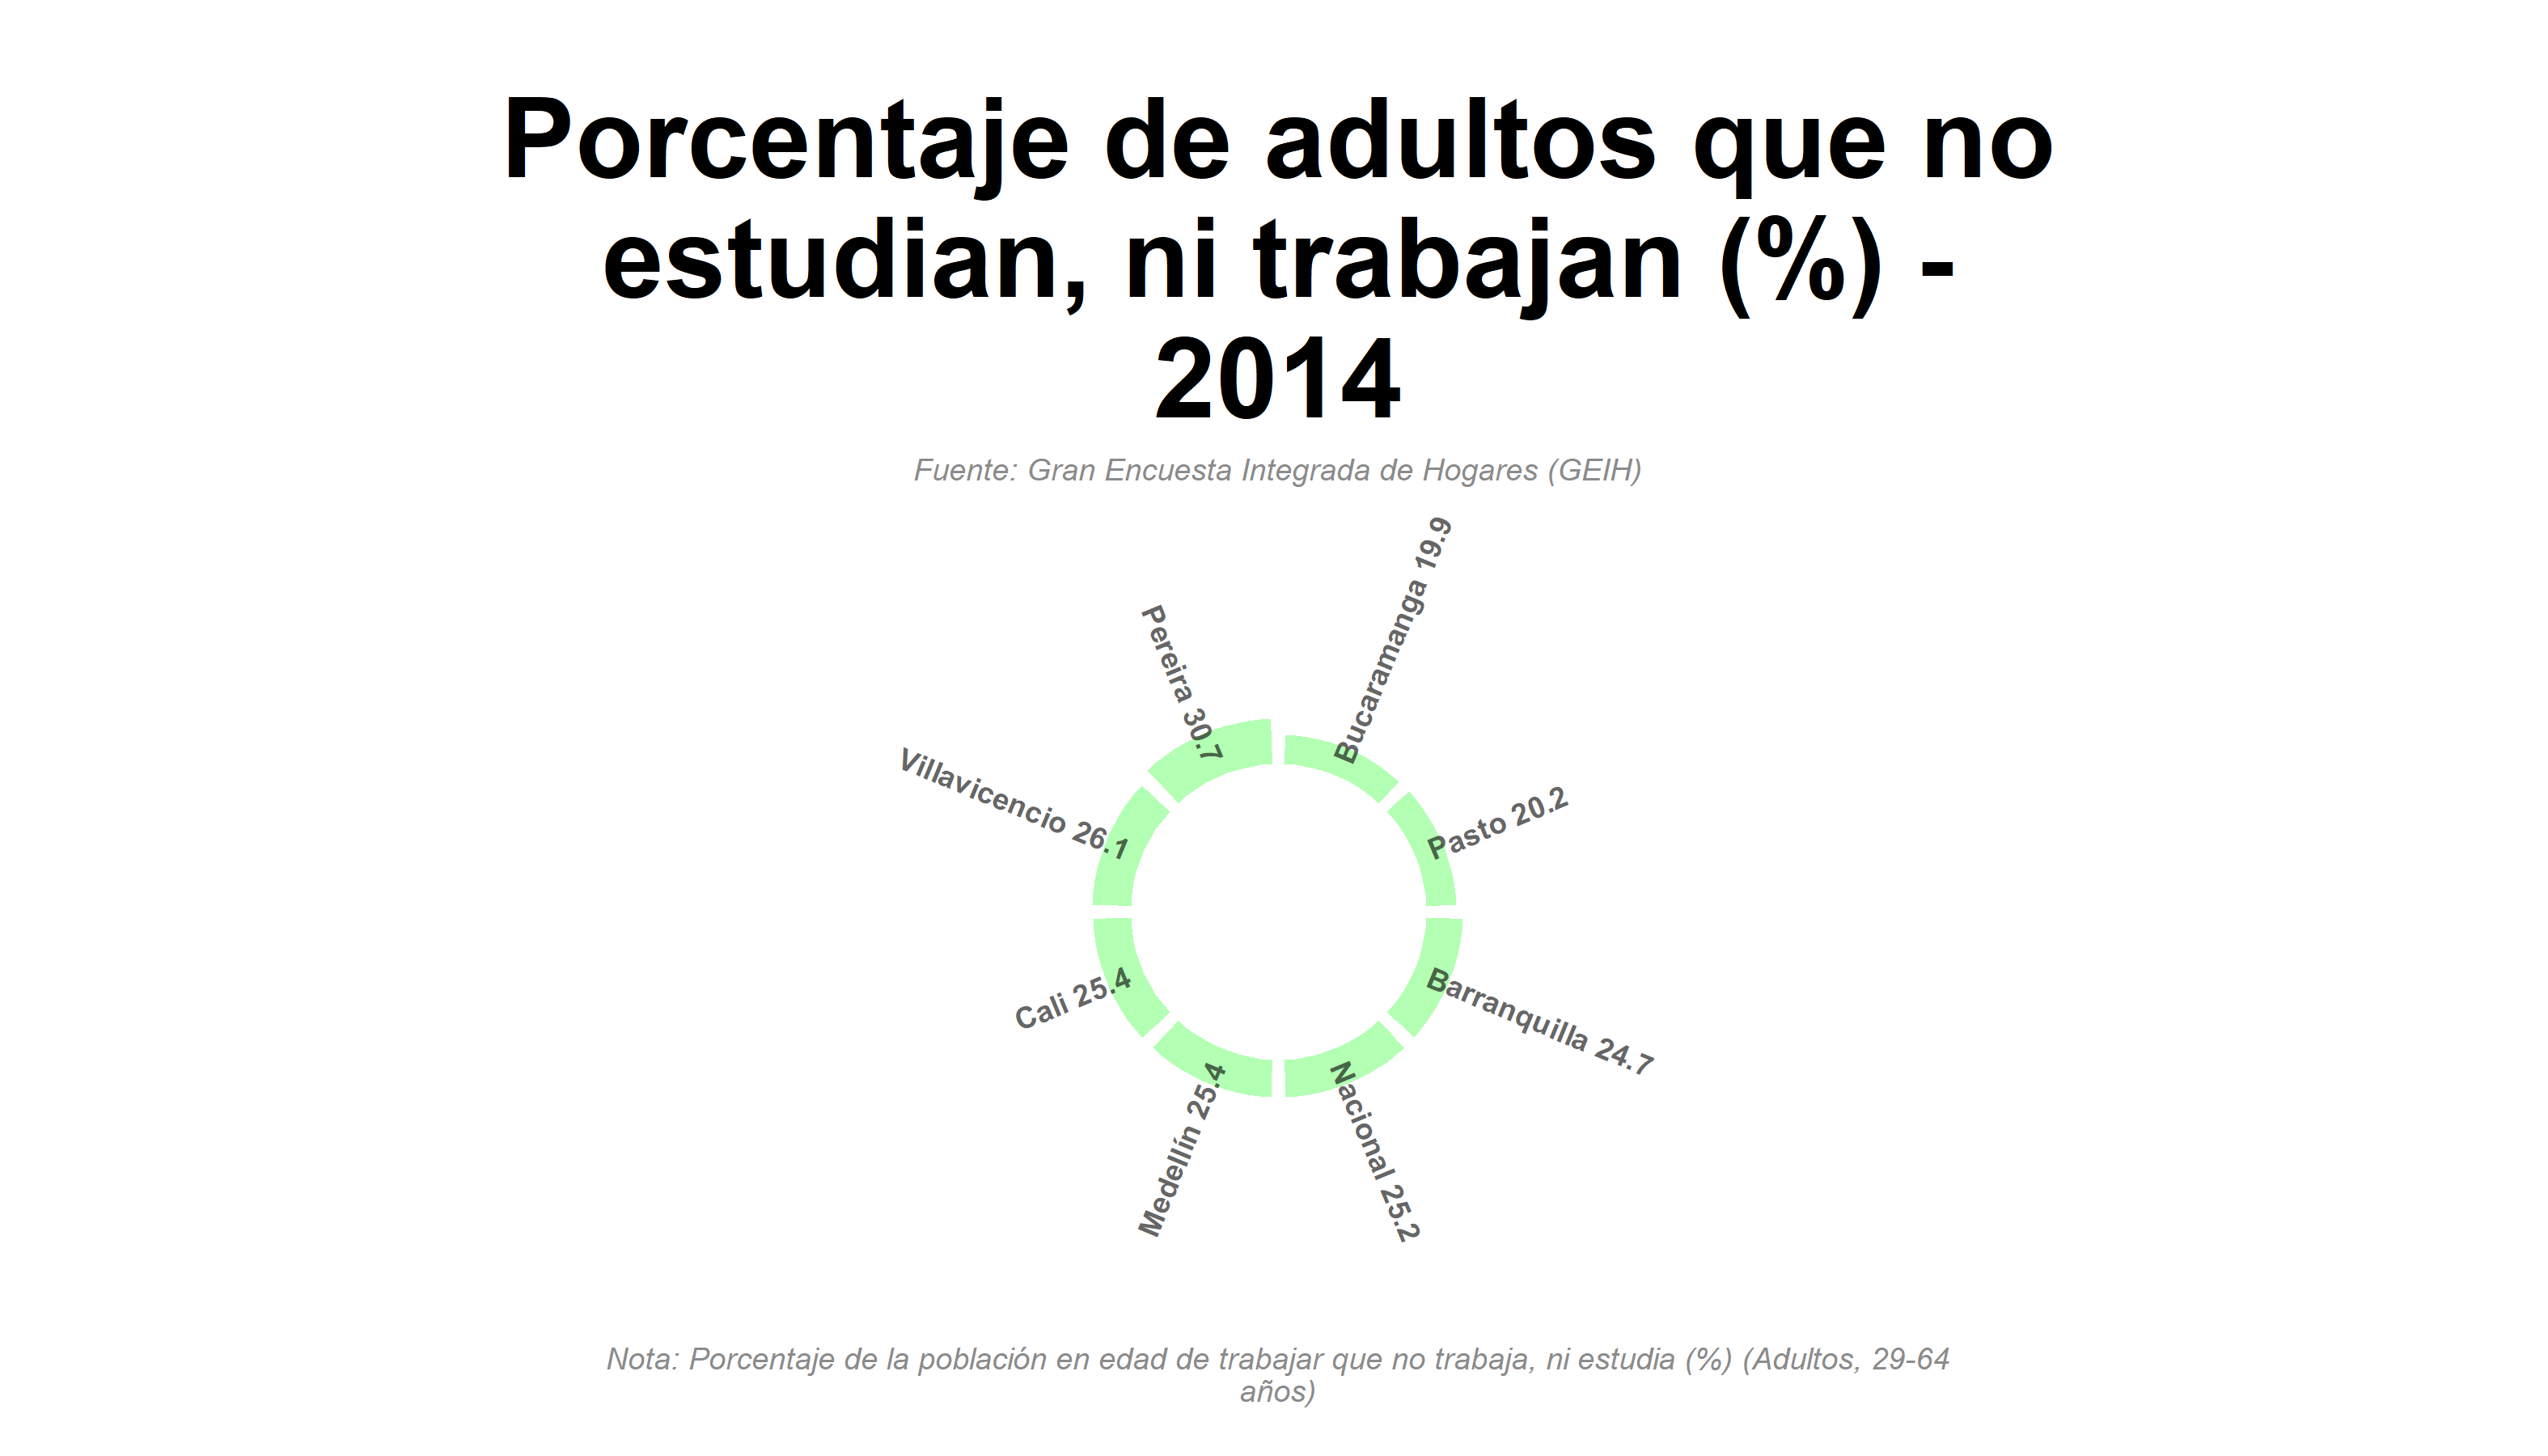 Porcentaje de adultos que no
estudian, ni trabajan (%) -
2014
Fuente: Gran Encuesta Integrada de Hogares (GEIH)
Bucaramanga 19.9
Pasto 20.2
Barranquilla 24.7
Nacional 25.2
Medellín 25.4
Cali 25.4
Villavicencio 26.1
Pereira 30.7
Nota: Porcentaje de la población en edad de trabajar que no trabaja, ni estudia (%) (Adultos, 29-64
años)